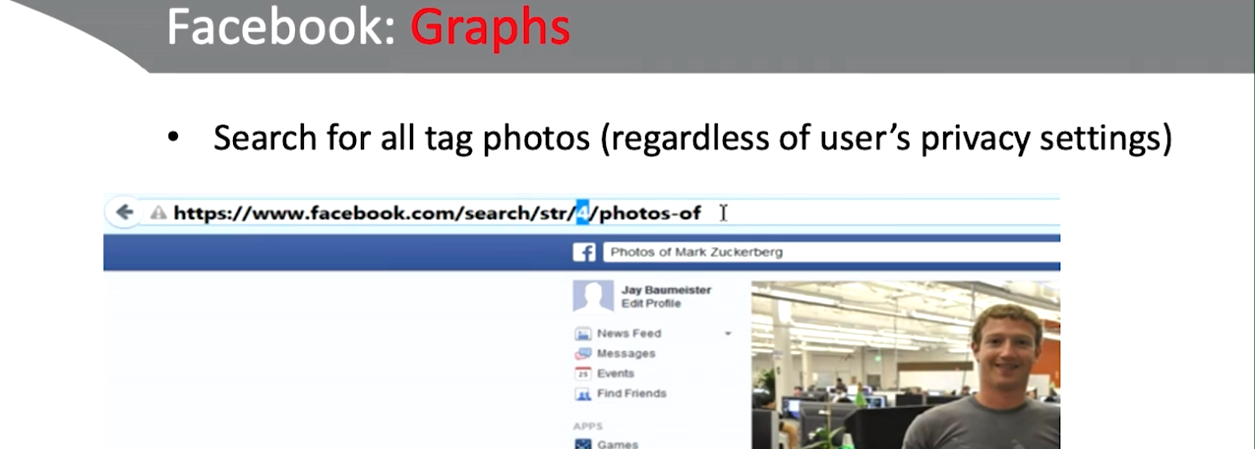 Facebook: Graphs
• Search for all tag photos (regardless of user's privacy settings)
https://www.facebook.com/search/str/4/photos-of
Photos of Mark Zuckerberg
Jay Baumeister
Edit Profile
News Feed
Messages
25 Events
Find Friends
APPS
Games